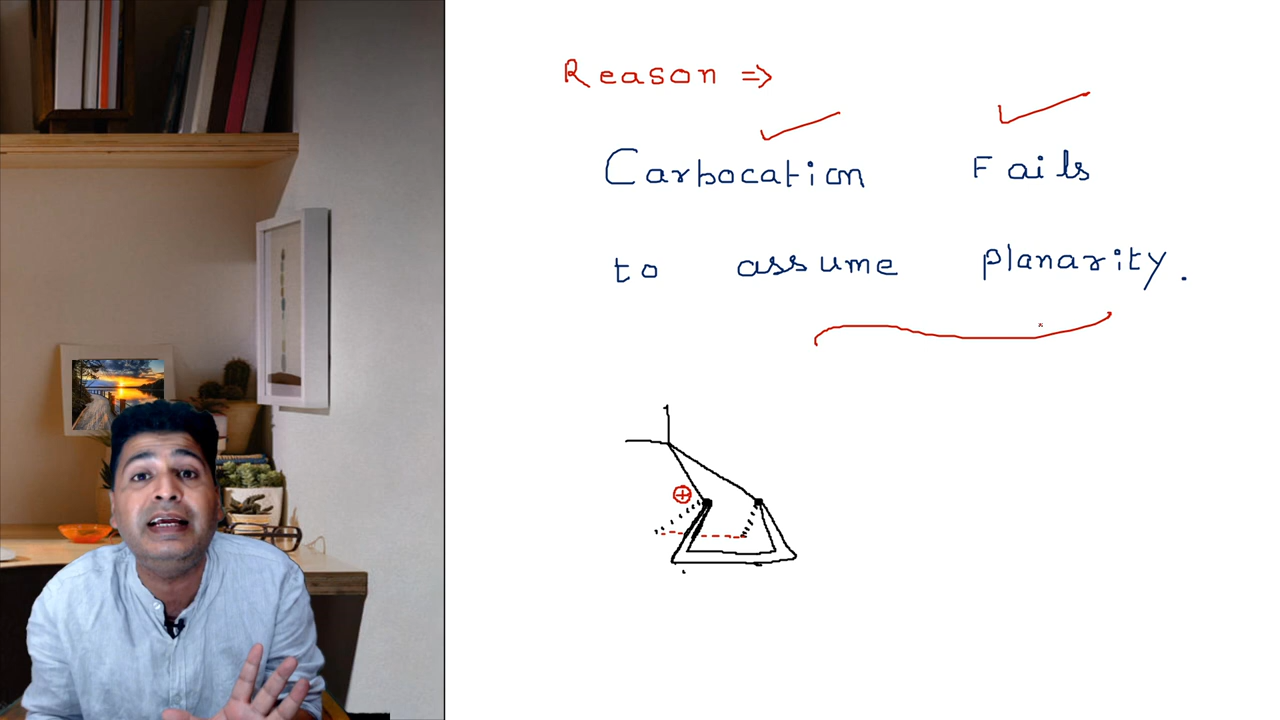 Reason ⇒
Carbocation Fails
to assume planarity.
⊕